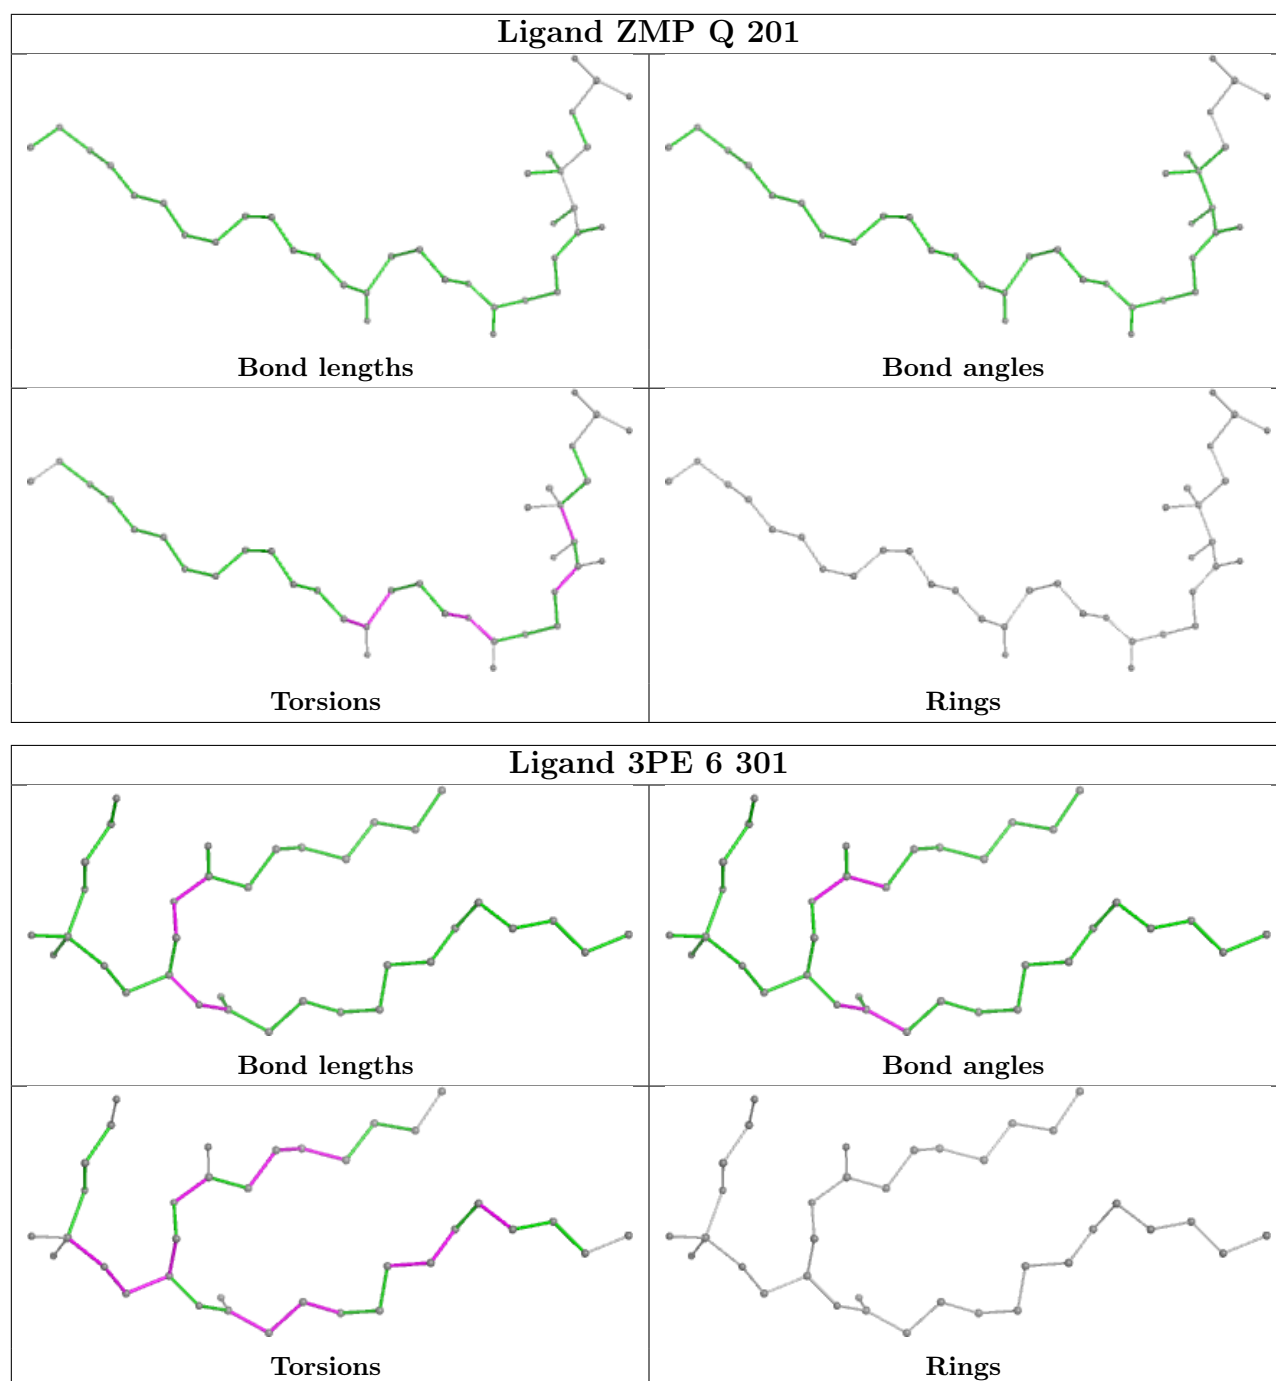 Ligand ZMP Q 201
Bond lengths
Bond angles
Torsions
Rings
Ligand 3PE 6 301
Bond lengths
Bond angles
Torsions
Rings